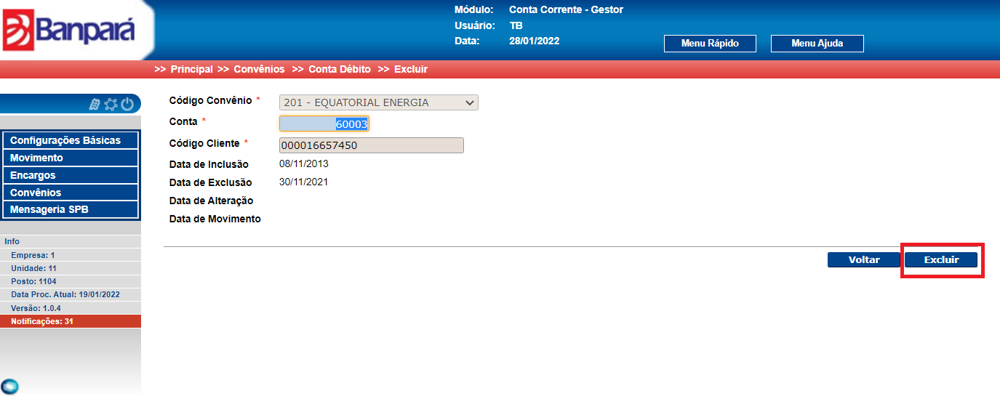 Banpará
Módulo: Conta Corrente - Gestor
Usuário: TB
Data: 28/01/2022
Menu Rápido
Menu Ajuda
>> Principal >> Convênios >> Conta Débito >> Excluir
Código Convênio * 201 - EQUATORIAL ENERGIA
Conta * 60003
Código Cliente * 000016657450
Data de Inclusão 08/11/2013
Data de Exclusão 30/11/2021
Data de Alteração
Data de Movimento
Voltar
Excluir
Configurações Básicas
Movimento
Encargos
Convênios
Mensageria SPB
Info
Empresa: 1
Unidade: 11
Posto: 1104
Data Proc. Atual: 19/01/2022
Versão: 1.0.4
Notificações: 31